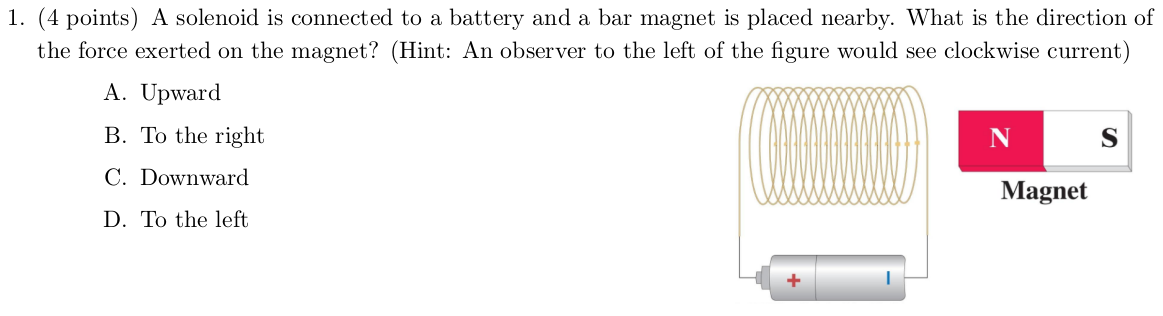 1. (4 points) A solenoid is connected to a battery and a bar magnet is placed nearby. What is the direction of
the force exerted on the magnet? (Hint: An observer to the left of the figure would see clockwise current)
A. Upward
B. To the right
C. Downward
D. To the left
N S
Magnet
+ -